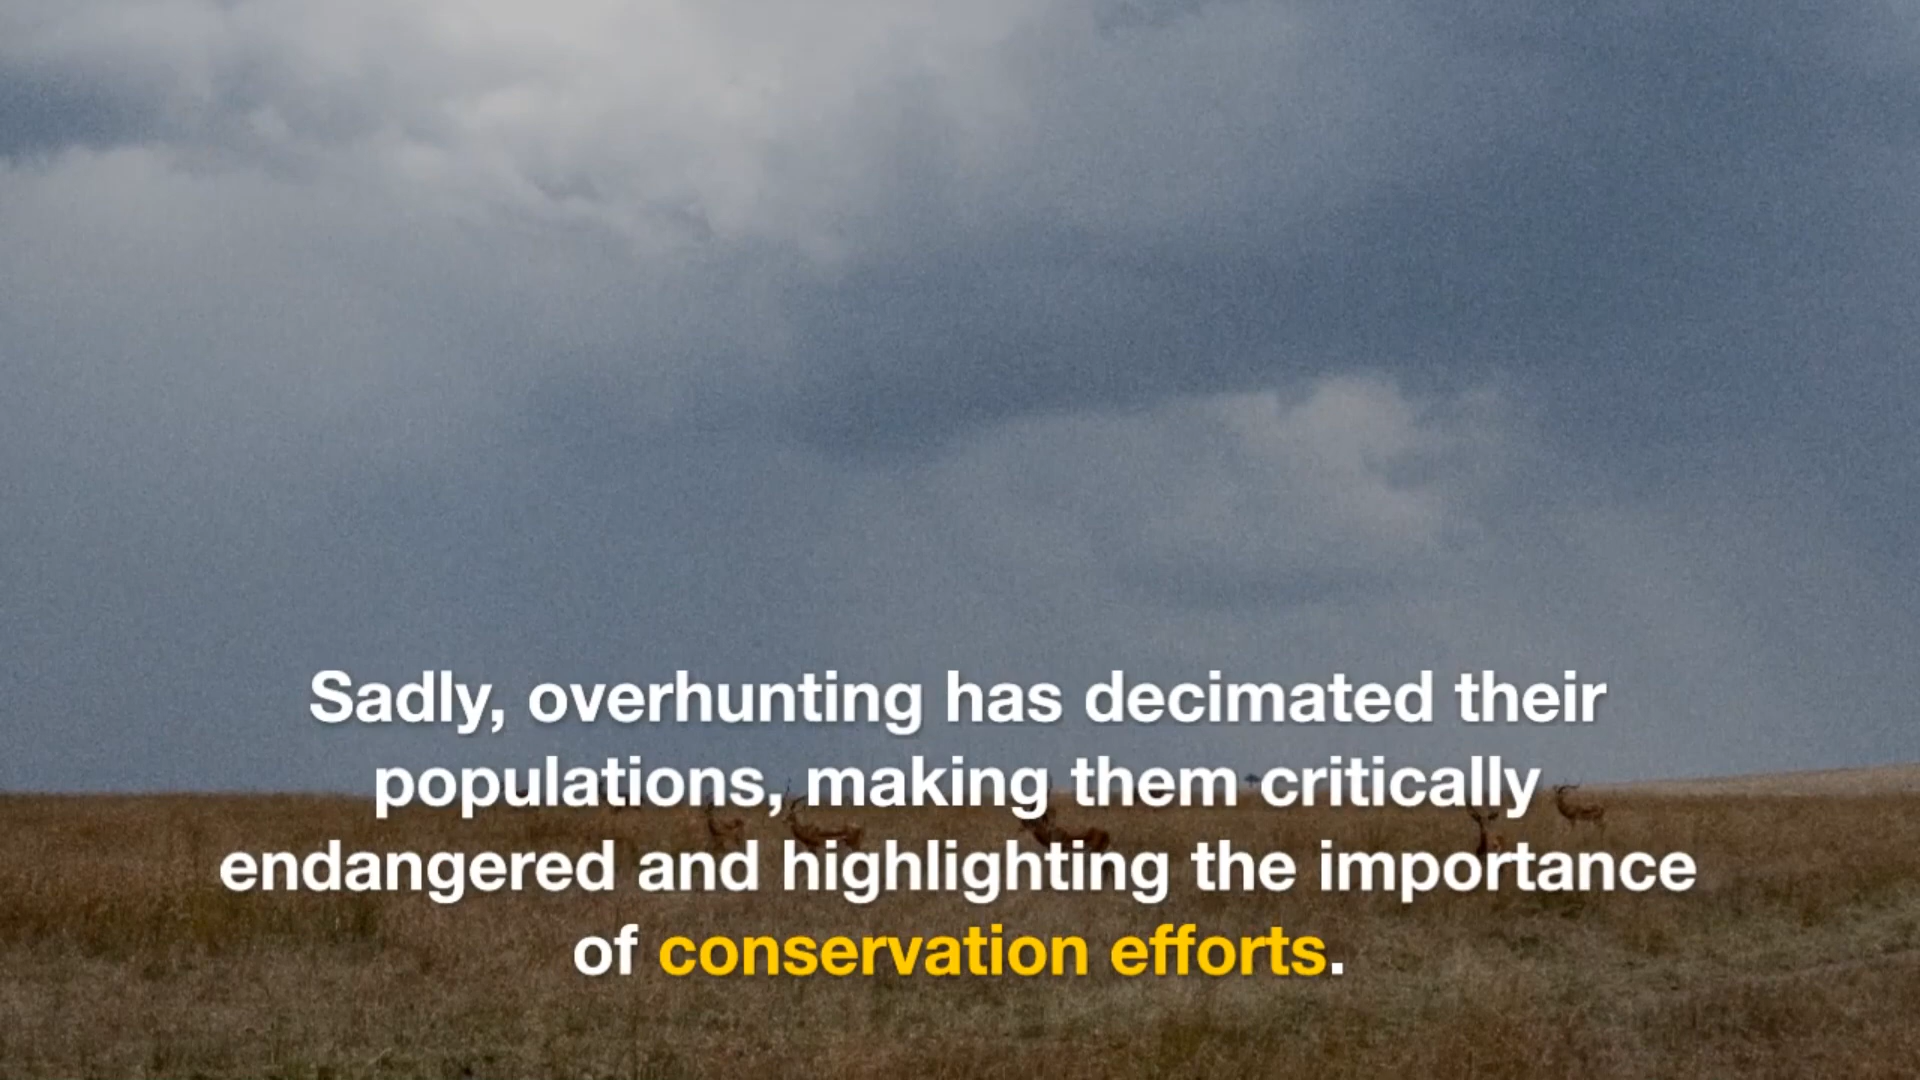 Sadly, overhunting has decimated their
populations, making them critically
endangered and highlighting the importance
of conservation efforts.